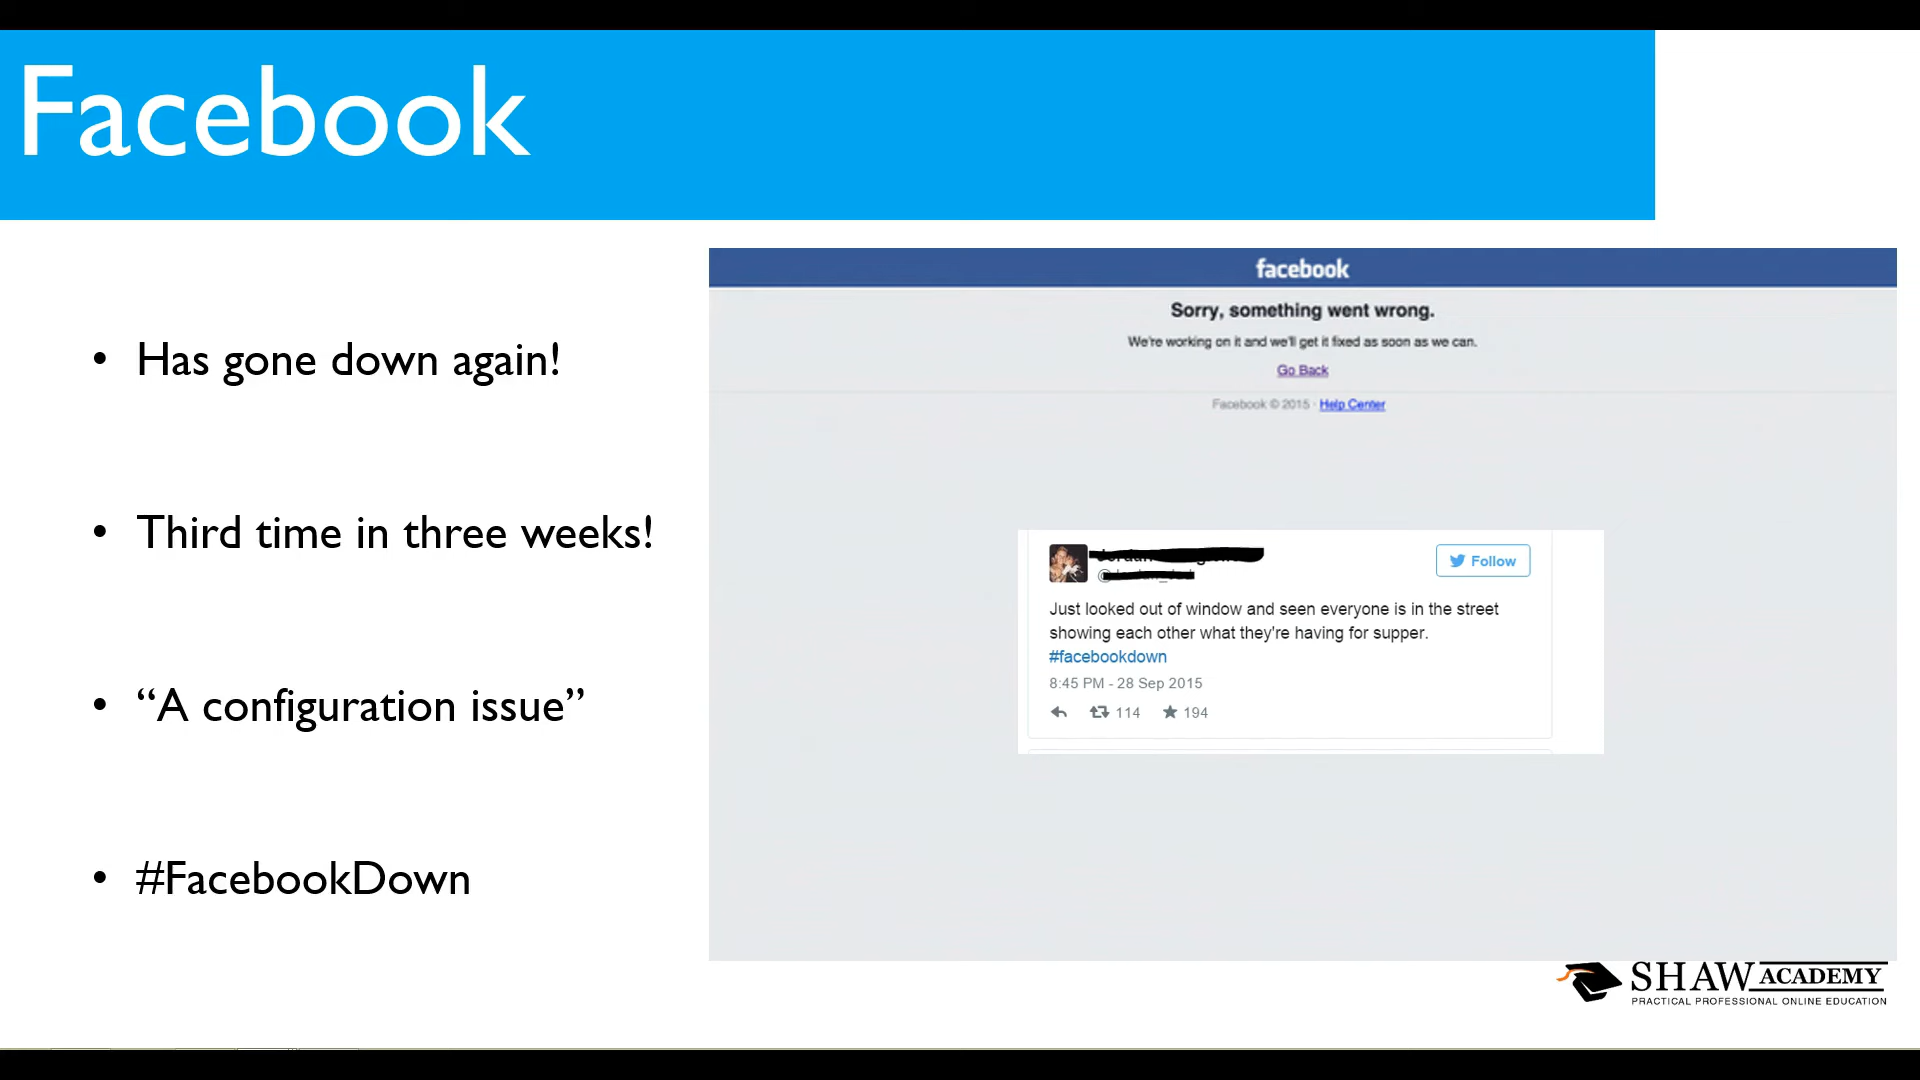 Facebook
• Has gone down again!
• Third time in three weeks!
• “A configuration issue”
• #FacebookDown
facebook
Sorry, something went wrong.
We're working on it and we'll get it fixed as soon as we can.
Go Back
Facebook © 2015 · Help Center
Follow
Just looked out of window and seen everyone is in the street
showing each other what they're having for supper.
#facebookdown
8:45 PM - 28 Sep 2015
114 194
SHAW ACADEMY
PRACTICAL PROFESSIONAL ONLINE EDUCATION